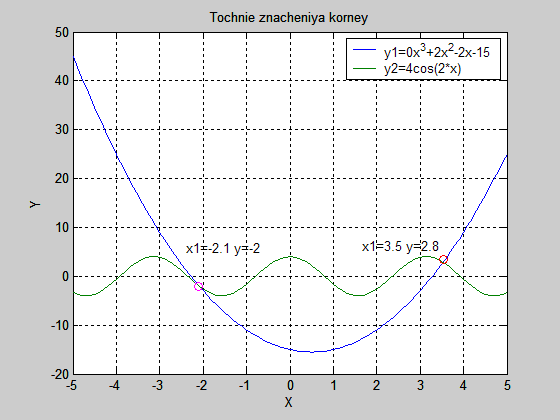 Tochnie znacheniya korney
y1=0x³+2x²-2x-15
y2=4cos(2*x)
50
40
30
20
10
0
-10
-20
Y
x1=-2.1 y=-2
x1=3.5 y=2.8
-5 -4 -3 -2 -1 0 1 2 3 4 5
X